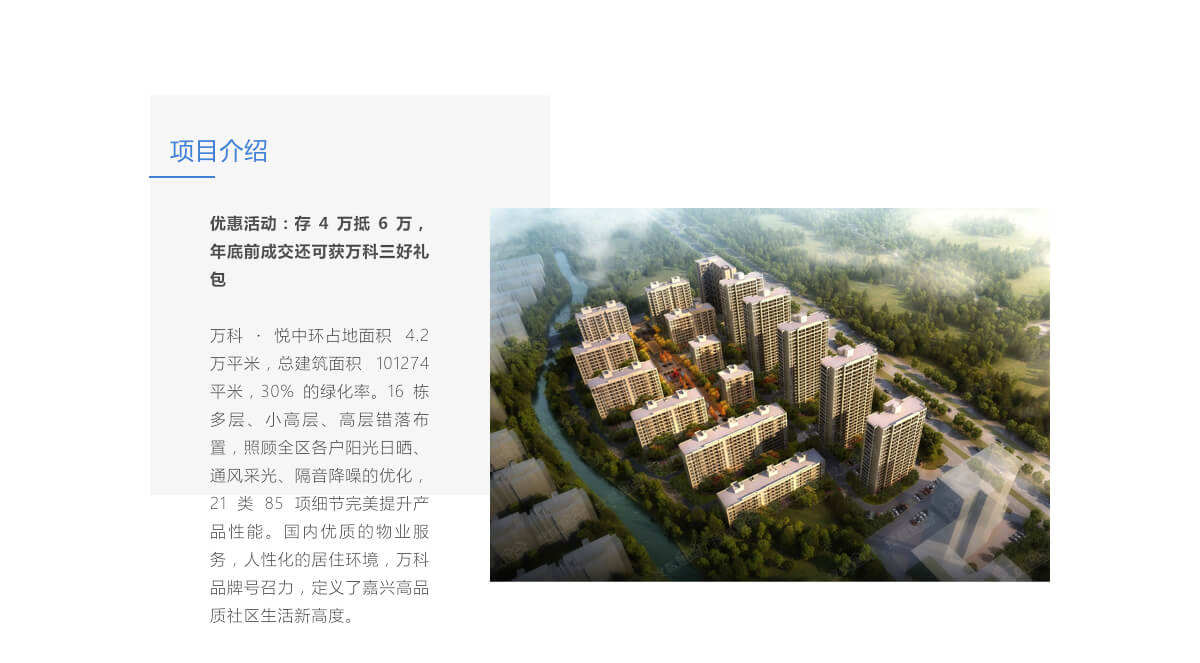 项目介绍
优惠活动：存 4 万抵 6 万，
年底前成交还可获万科三好礼
包
万科 · 悦中环占地面积 4.2
万平米，总建筑面积 101274
平米，30% 的绿化率。16 栋
多层、小高层、高层错落布
置，照顾全区各户阳光日晒、
通风采光、隔音降噪的优化，
21 类 85 项细节完美提升产
品性能。国内优质的物业服
务，人性化的居住环境，万科
品牌号召力，定义了嘉兴高品
质社区生活新高度。